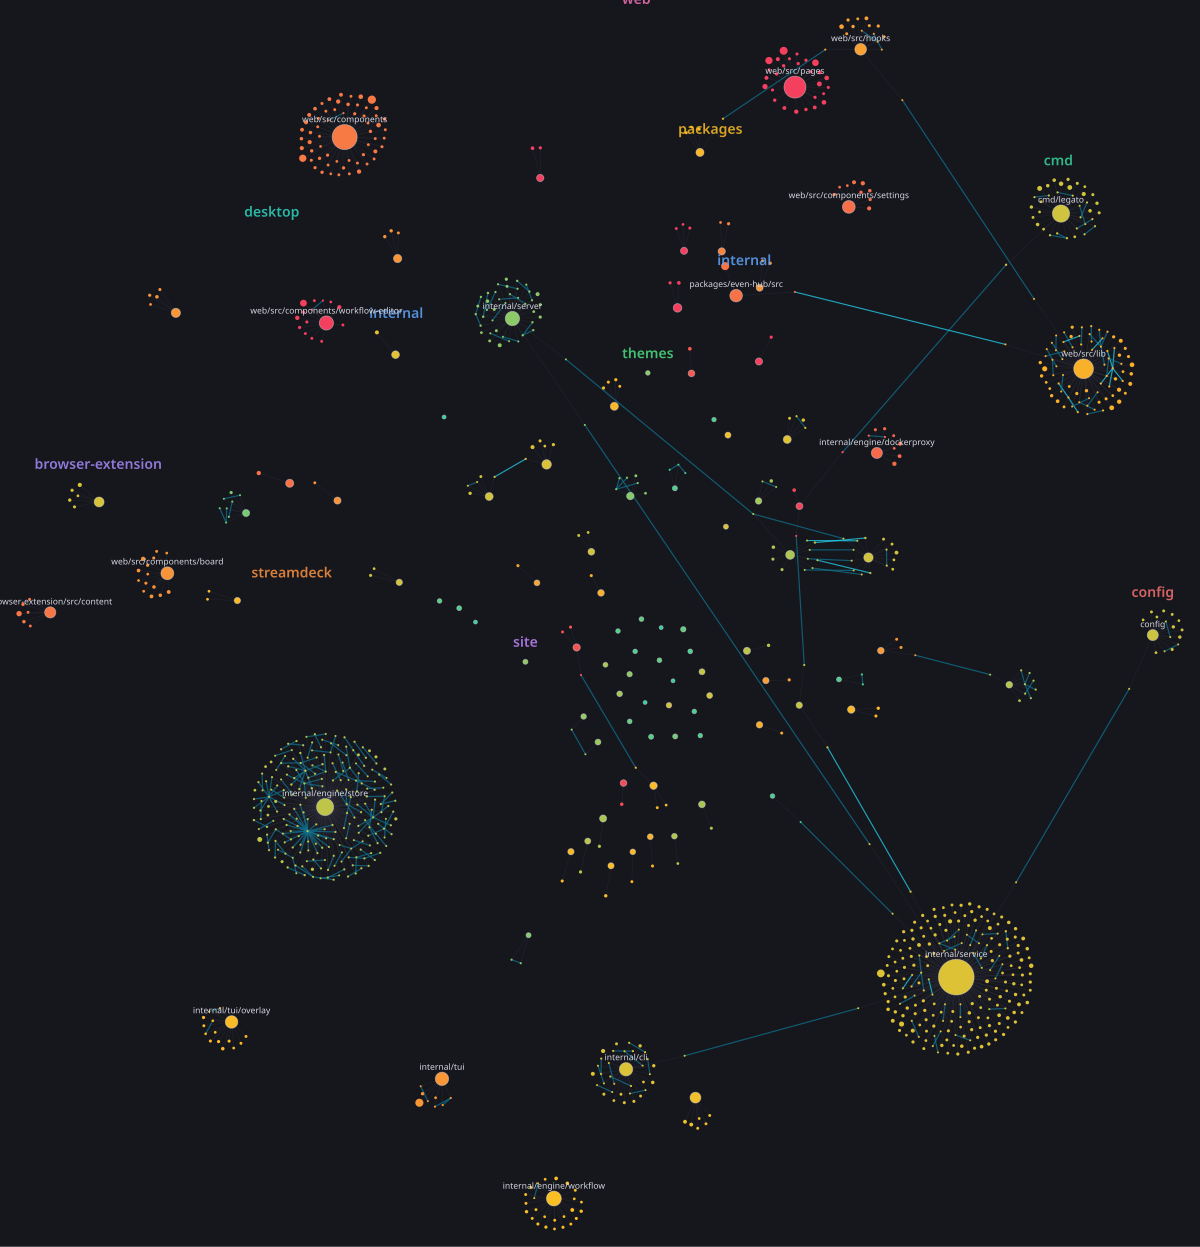 web
web/src/hooks
web/src/pages
web/src/components
packages
cmd
web/src/components/settings
cmd/legato
desktop
internal
packages/even-hub/src
internal/server
web/src/components/workflow-editor
internal
themes
web/src/lib
internal/engine/dockerproxy
browser-extension
web/src/components/board
streamdeck
config
owser-extension/src/content
config
site
internal/engine/store
internal/service
internal/tui/overlay
internal/cli
internal/tui
internal/engine/workflow